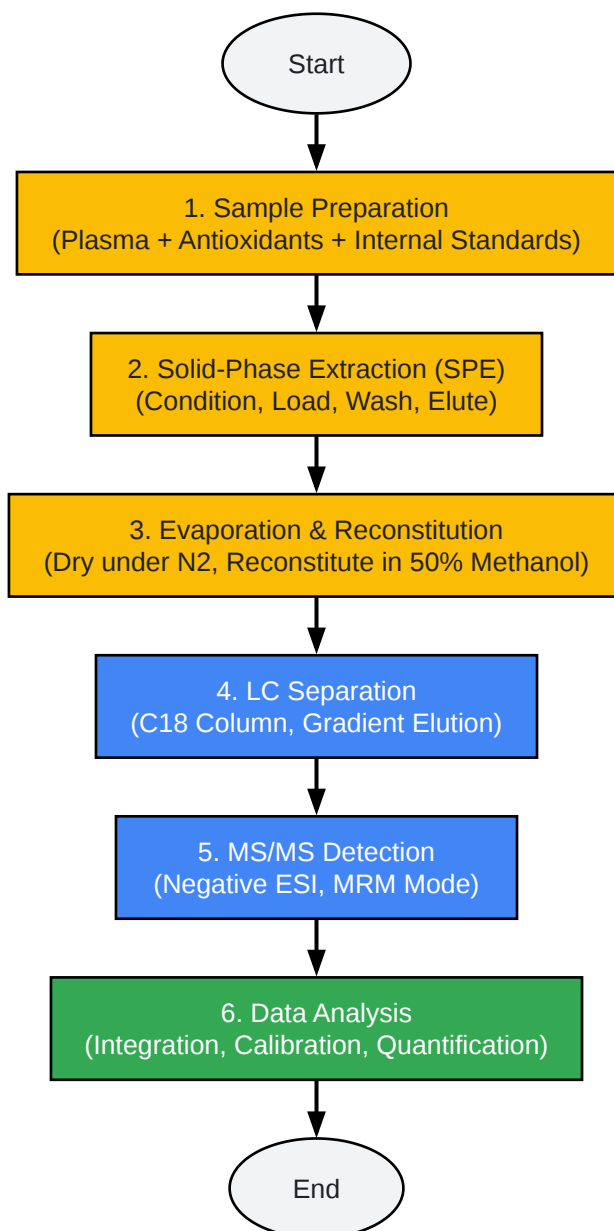 Start
1. Sample Preparation
(Plasma + Antioxidants + Internal Standards)
2. Solid-Phase Extraction (SPE)
(Condition, Load, Wash, Elute)
3. Evaporation & Reconstitution
(Dry under N2, Reconstitute in 50% Methanol)
4. LC Separation
(C18 Column, Gradient Elution)
5. MS/MS Detection
(Negative ESI, MRM Mode)
6. Data Analysis
(Integration, Calibration, Quantification)
End